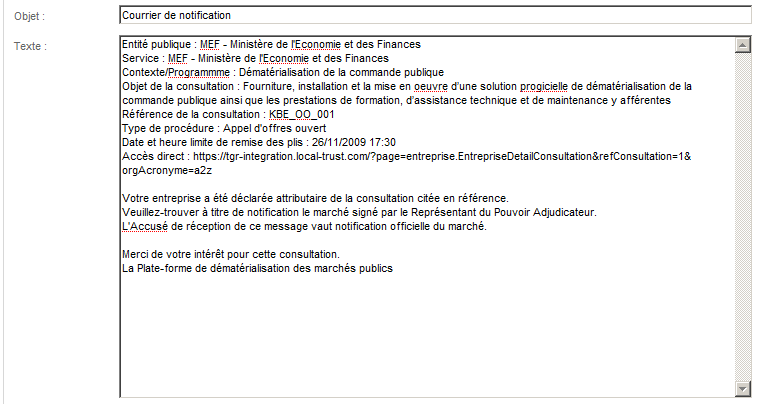 Objet :
Courrier de notification
Texte :
Entité publique : MEF - Ministère de l'Economie et des Finances
Service : MEF - Ministère de l'Economie et des Finances
Contexte/Programmme : Dématérialisation de la commande publique
Objet de la consultation : Fourniture, installation et la mise en oeuvre d'une solution progicielle de dématérialisation de la
commande publique ainsi que les prestations de formation, d'assistance technique et de maintenance y afférentes
Référence de la consultation : KBE_OO_001
Type de procédure : Appel d'offres ouvert
Date et heure limite de remise des plis : 26/11/2009 17:30
Accès direct : https://tgr-integration.local-trust.com/?page=entreprise.EntrepriseDetailConsultation&refConsultation=1&
orgAcronyme=a2z
Votre entreprise a été déclarée attributaire de la consultation citée en référence.
Veuillez-trouver à titre de notification le marché signé par le Représentant du Pouvoir Adjudicateur.
L'Accusé de réception de ce message vaut notification officielle du marché.
Merci de votre intérêt pour cette consultation.
La Plate-forme de dématérialisation des marchés publics